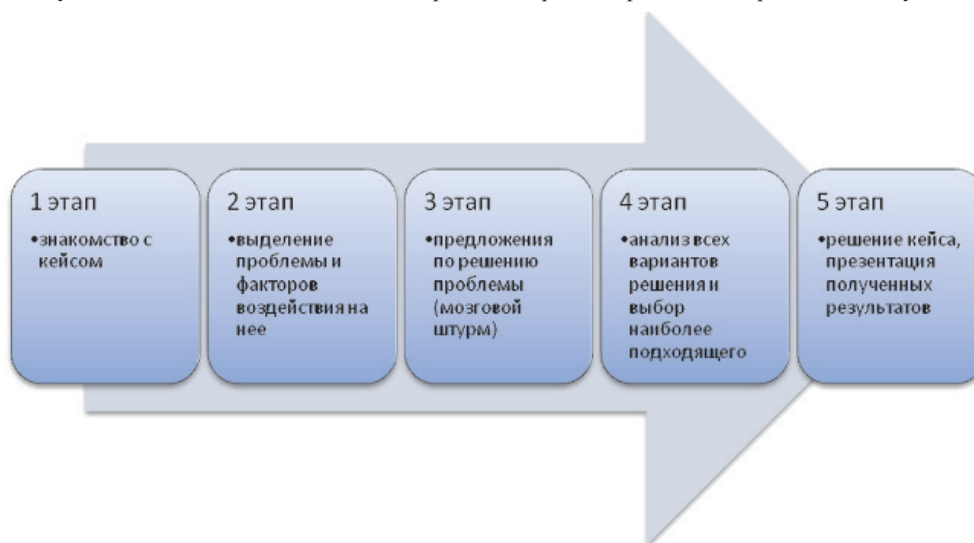 1 этап
•знакомство с
кейсом
2 этап
•выделение
проблемы и
факторов
воздействия на
нее
3 этап
•предложения
по решению
проблемы
(мозговой
штурм)
4 этап
•анализ всех
вариантов
решения и
выбор
наиболее
подходящего
5 этап
•решение кейса,
презентация
полученных
результатов